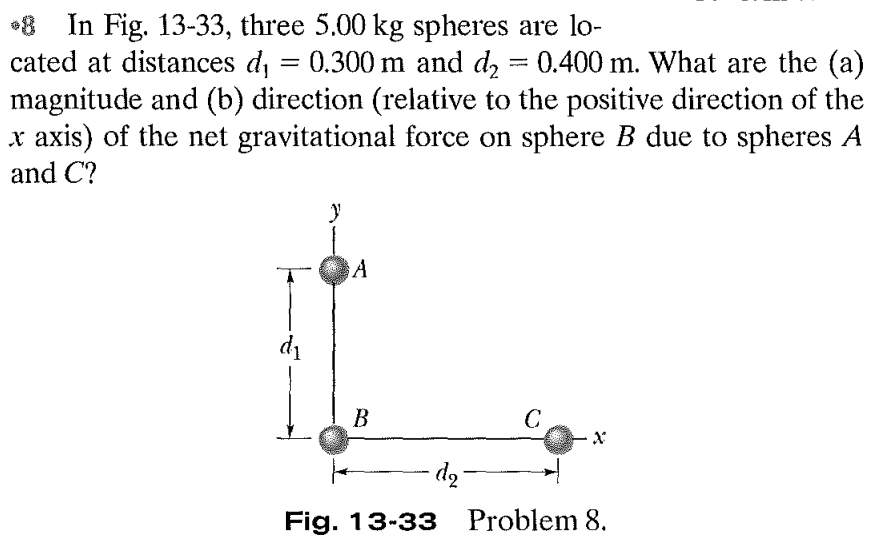 •8 In Fig. 13-33, three 5.00 kg spheres are lo-
cated at distances d₁ = 0.300 m and d₂ = 0.400 m. What are the (a)
magnitude and (b) direction (relative to the positive direction of the
x axis) of the net gravitational force on sphere B due to spheres A
and C?
y
A
d₁
B
C
x
d₂
Fig. 13-33 Problem 8.